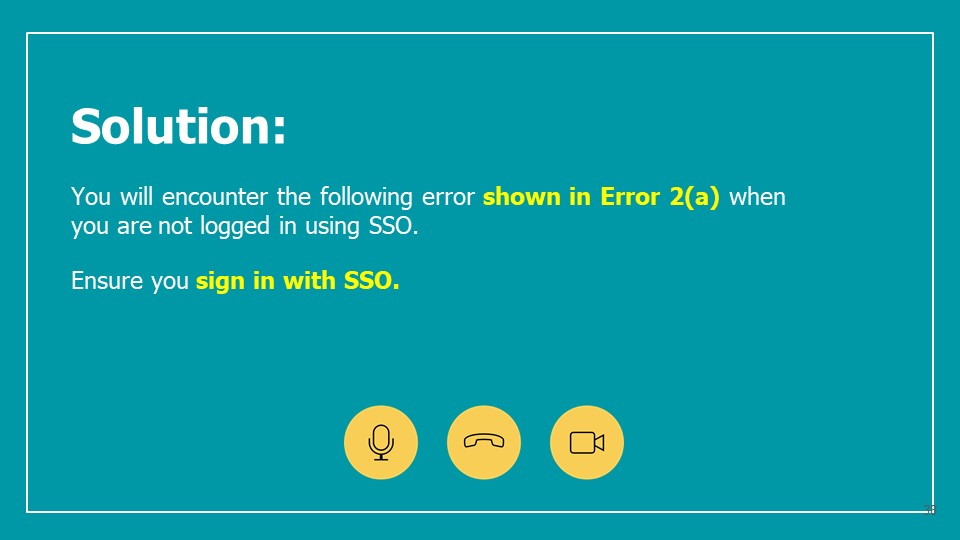 Solution:
You will encounter the following error shown in Error 2(a) when
you are not logged in using SSO.
Ensure you sign in with SSO.